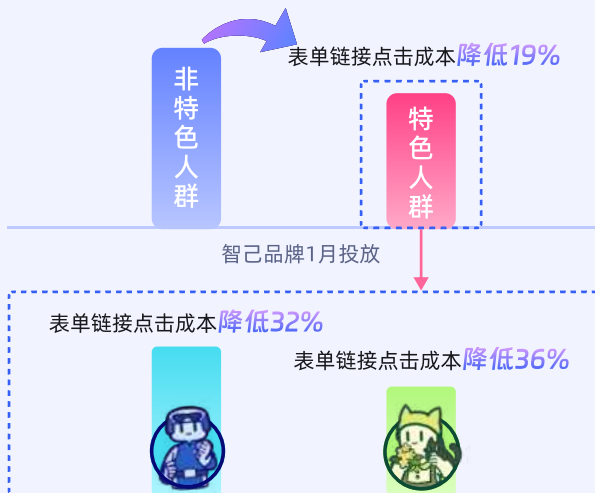 表单链接点击成本降低19%
非特色人群
特色人群
智己品牌1月投放
表单链接点击成本降低32%
表单链接点击成本降低36%